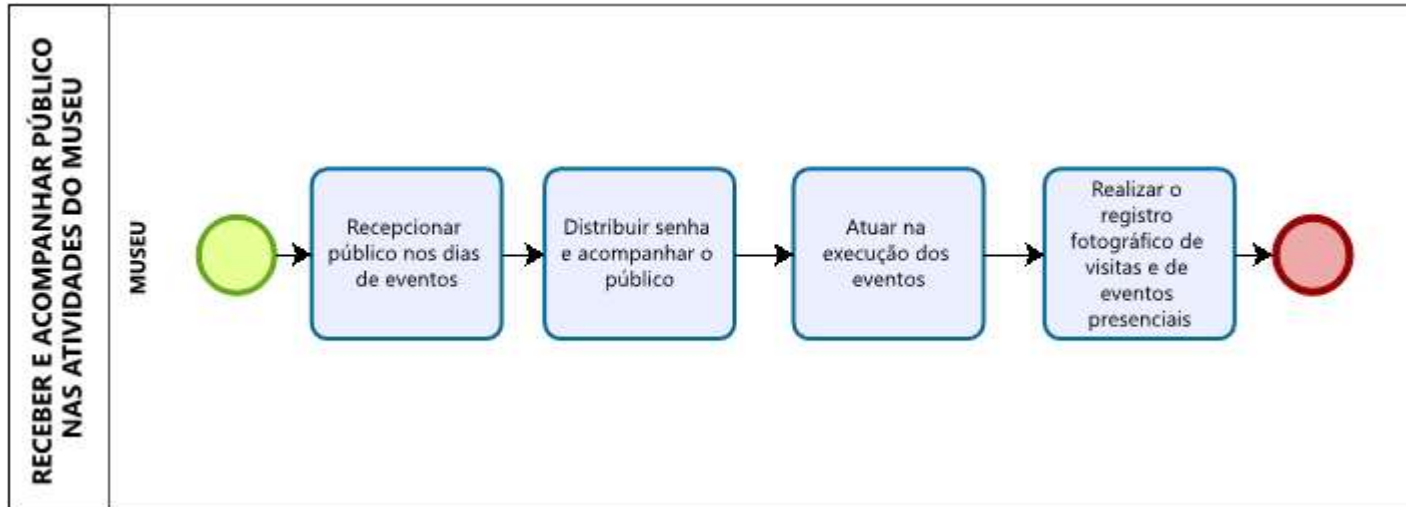 RECEBER E ACOMPANHAR PÚBLICO
NAS ATIVIDADES DO MUSEU
MUSEU
Recepcionar
público nos dias
de eventos
Distribuir senha
e acompanhar o
público
Atuar na
execução dos
eventos
Realizar o
registro
fotográfico de
visitas e de
eventos
presenciais